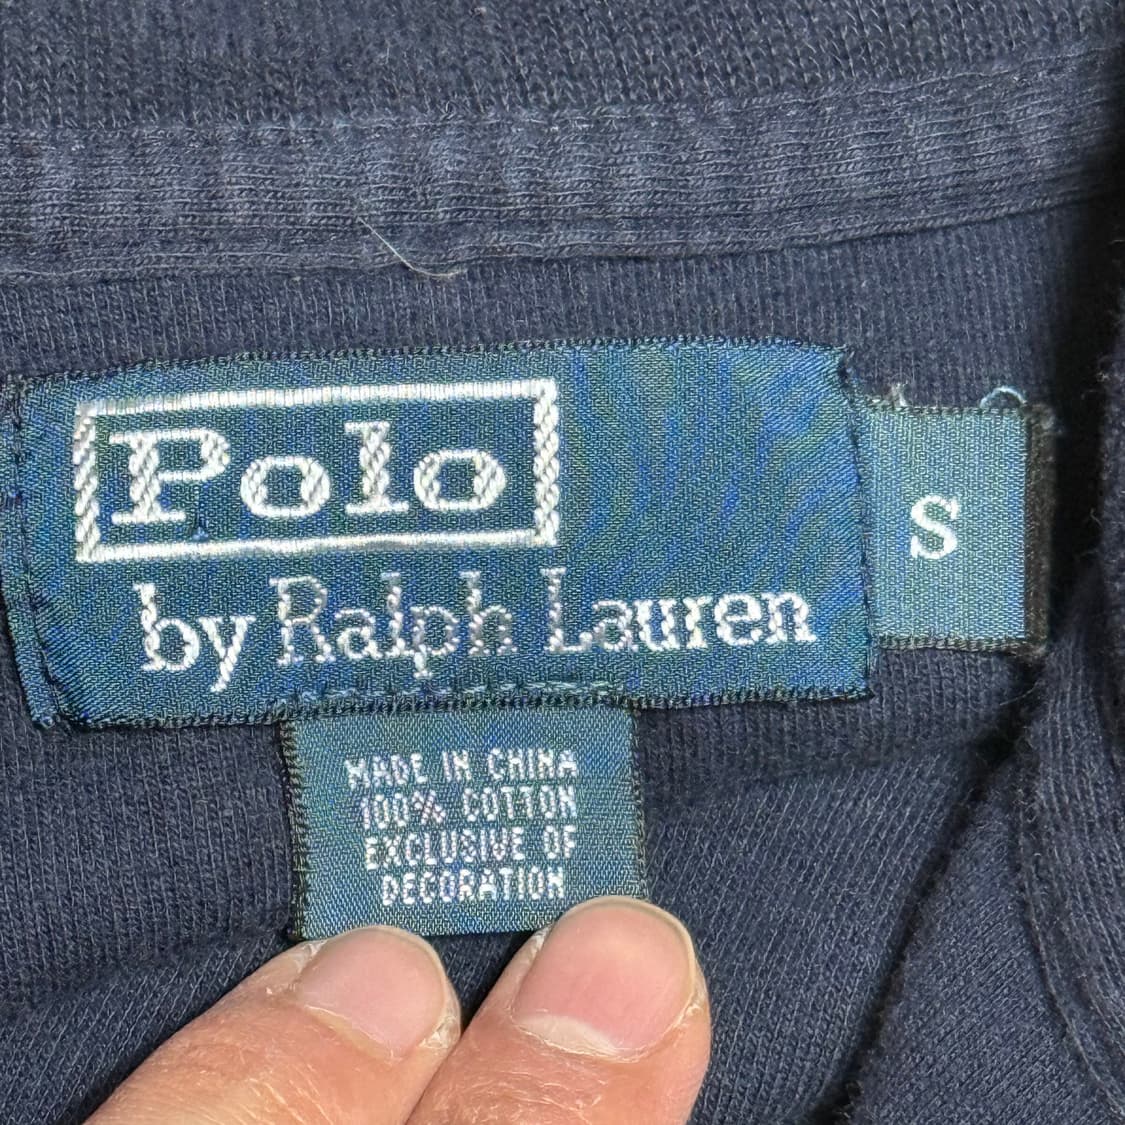 Polo
by Ralph Lauren
S
MADE IN CHINA
100% COTTON
EXCLUSIVE OF
DECORATION